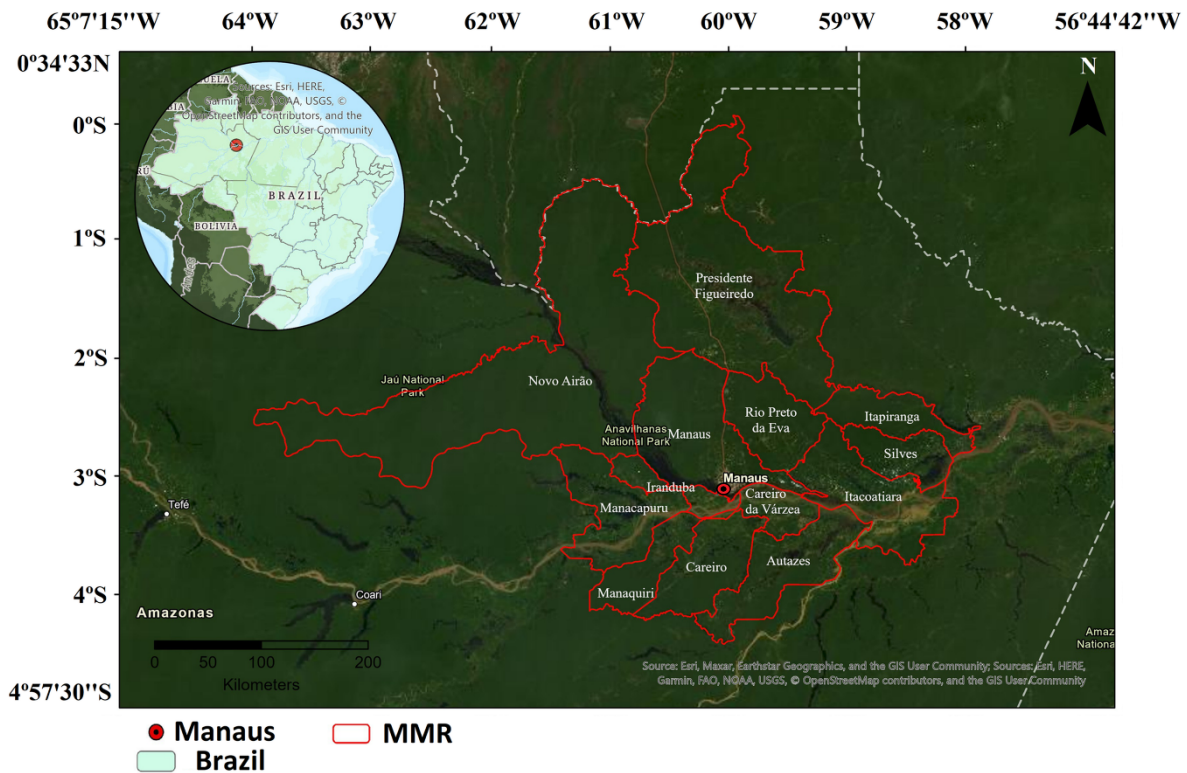 65º7'15''W 64ºW 63ºW 62ºW 61ºW 60ºW 59ºW 58ºW 56º44'42''W
0º34'33N
0ºS
1ºS
2ºS
3ºS
4ºS
4º57'30''S
N
UELA
Sources: Esri, HERE,
Garmin, FAO, NOAA, USGS, ©
OpenStreetMap contributors, and the
GIS User Community
BIA
RÚ
BRAZIL
BOLIVIA
Presidente
Figueiredo
Jaú National
Park
Novo Airão
Anavilhanas
National Park
Manaus
Rio Preto
da Eva
Itapiranga
Silves
Manaus
Iranduba
Careiro
da Várzea
Itacoatiara
Manacapuru
Tefé
Careiro
Autazes
Manaquiri
Coari
Amazonas
Amaz
Nationa
0 50 100 200
Kilometers
Source: Esri, Maxar, Earthstar Geographics, and the GIS User Community; Sources: Esri, HERE,
Garmin, FAO, NOAA, USGS, © OpenStreetMap contributors, and the GIS User Community
Manaus MMR
Brazil